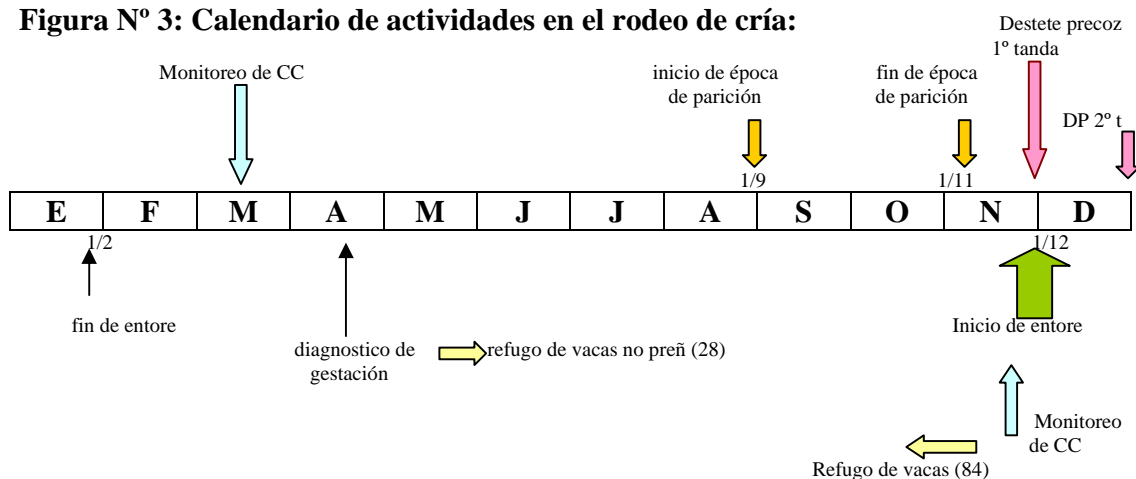 Figura Nº 3: Calendario de actividades en el rodeo de cría:
Destete precoz
1º tanda
Monitoreo de CC
inicio de época
de parición
fin de época
de parición
DP 2º t
1/9
1/11
E F M A M J J A S O N D
1/2
1/12
fin de entore
Inicio de entore
diagnostico de
gestación
refugo de vacas no preñ (28)
Monitoreo
de CC
Refugo de vacas (84)